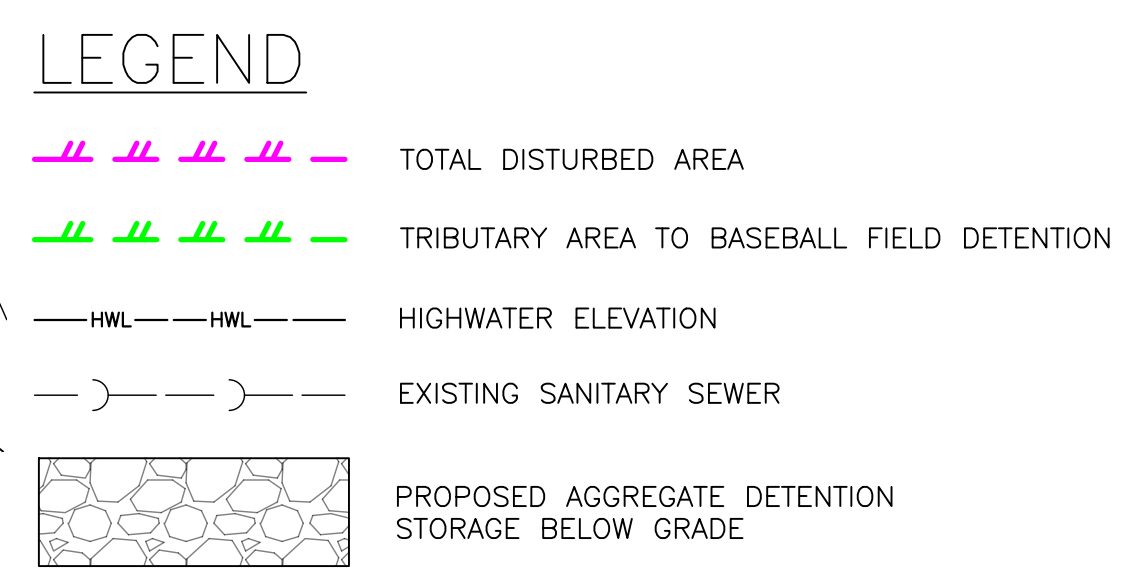 LEGEND
TOTAL DISTURBED AREA
TRIBUTARY AREA TO BASEBALL FIELD DETENTION
HWL HWL HIGHWATER ELEVATION
EXISTING SANITARY SEWER
PROPOSED AGGREGATE DETENTION
STORAGE BELOW GRADE